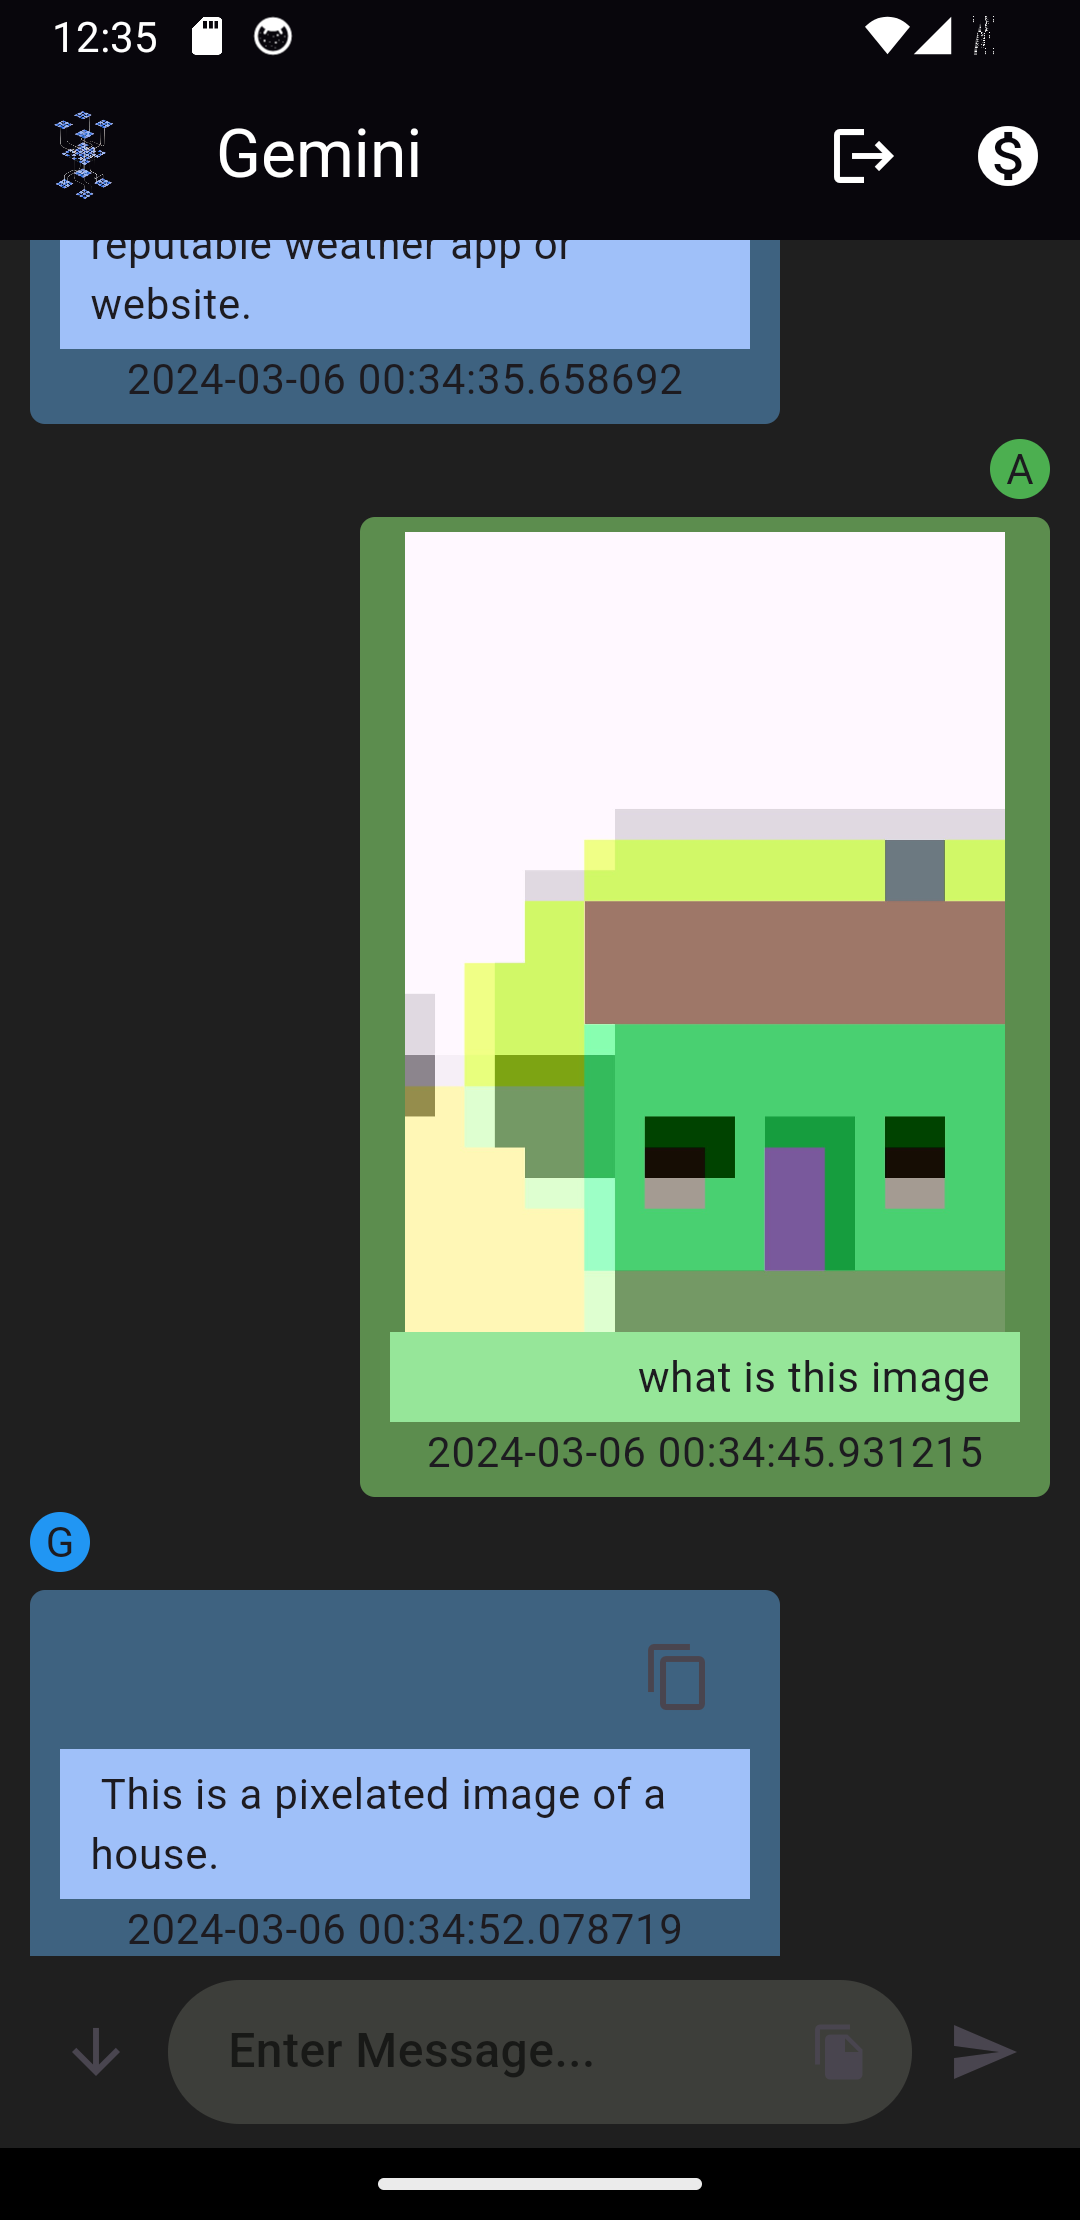 12:35
Gemini
reputable weather app or
website.
2024-03-06 00:34:35.658692
A
what is this image
2024-03-06 00:34:45.931215
G
This is a pixelated image of a
house.
2024-03-06 00:34:52.078719
Enter Message...